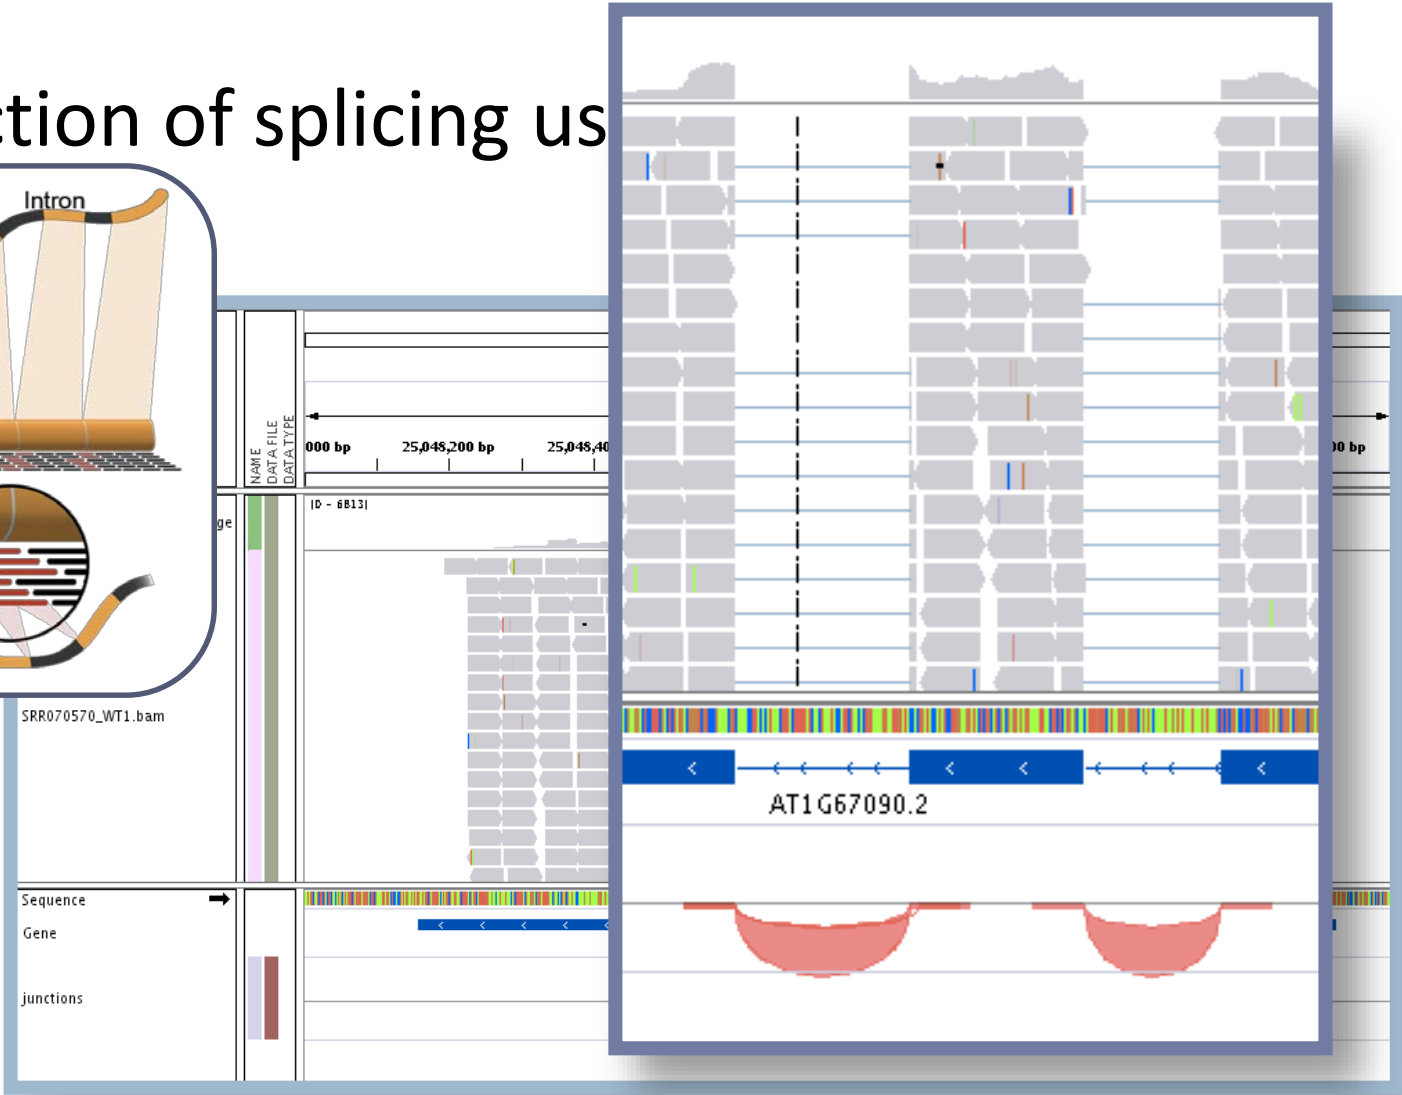 ction of splicing us
Intron
NAME
DATA FILE
DATA TYPE
000 bp 25,048,200 bp 25,048,40 00 bp
ge
AT1G67090.2
SRR070570_WT1.bam
Sequence
Gene
junctions